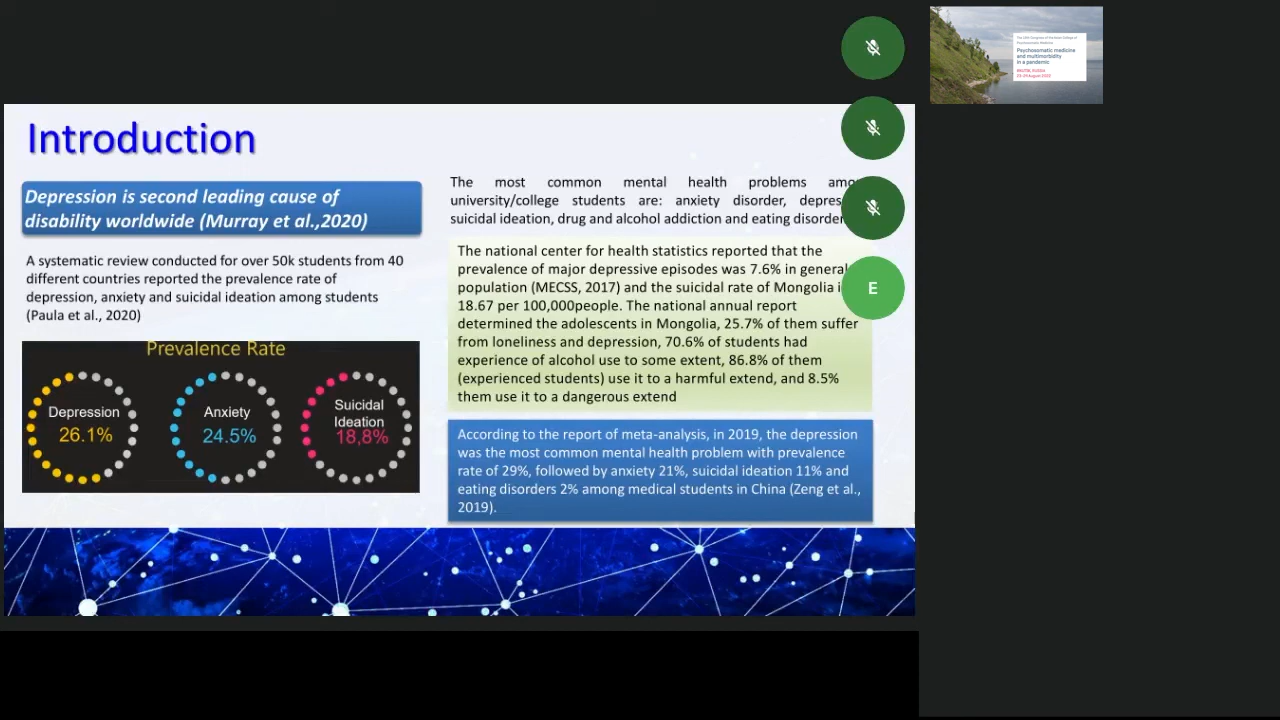 Introduction
Depression is second leading cause of
disability worldwide (Murray et al.,2020)
A systematic review conducted for over 50k students from 40
different countries reported the prevalence rate of
depression, anxiety and suicidal ideation among students
(Paula et al., 2020)
Prevalence Rate
Depression
26.1%
Anxiety
24.5%
Suicidal
Ideation
18,8%
The most common mental health problems
university/college students are: anxiety disorder,
suicidal ideation, drug and alcohol addiction and eating
The national center for health statistics reported that the
prevalence of major depressive episodes was 7.6% in general
population (MECSS, 2017) and the suicidal rate of Mongolia
18.67 per 100,000people. The national annual report
determined the adolescents in Mongolia, 25.7% of them suffer
from loneliness and depression, 70.6% of students had
experience of alcohol use to some extent, 86.8% of them
(experienced students) use it to a harmful extend, and 8.5%
them use it to a dangerous extend
According to the report of meta-analysis, in 2019, the depression
was the most common mental health problem with prevalence
rate of 29%, followed by anxiety 21%, suicidal ideation 11% and
eating disorders 2% among medical students in China (Zeng et al.,
2019).
E
Psychosomatic medicine
and multimorbidity
in a pandemic